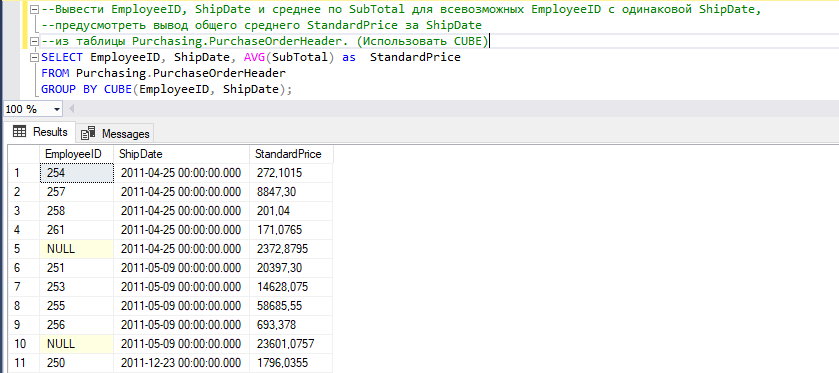 --Вывести EmployeeID, ShipDate и среднее по SubTotal для всевозможных EmployeeID с одинаковой ShipDate,
--предусмотреть вывод общего среднего StandardPrice за ShipDate
--из таблицы Purchasing.PurchaseOrderHeader. (Использовать CUBE)
SELECT EmployeeID, ShipDate, AVG(SubTotal) as  StandardPrice
FROM Purchasing.PurchaseOrderHeader
GROUP BY CUBE(EmployeeID, ShipDate);
100 %
Results Messages
EmployeeID ShipDate StandardPrice
1 254 2011-04-25 00:00:00.000 272,1015
2 257 2011-04-25 00:00:00.000 8847,30
3 258 2011-04-25 00:00:00.000 201,04
4 261 2011-04-25 00:00:00.000 171,0765
5 NULL 2011-04-25 00:00:00.000 2372,8795
6 251 2011-05-09 00:00:00.000 20397,30
7 253 2011-05-09 00:00:00.000 14628,075
8 255 2011-05-09 00:00:00.000 58685,55
9 256 2011-05-09 00:00:00.000 693,378
10 NULL 2011-05-09 00:00:00.000 23601,0757
11 250 2011-12-23 00:00:00.000 1796,0355